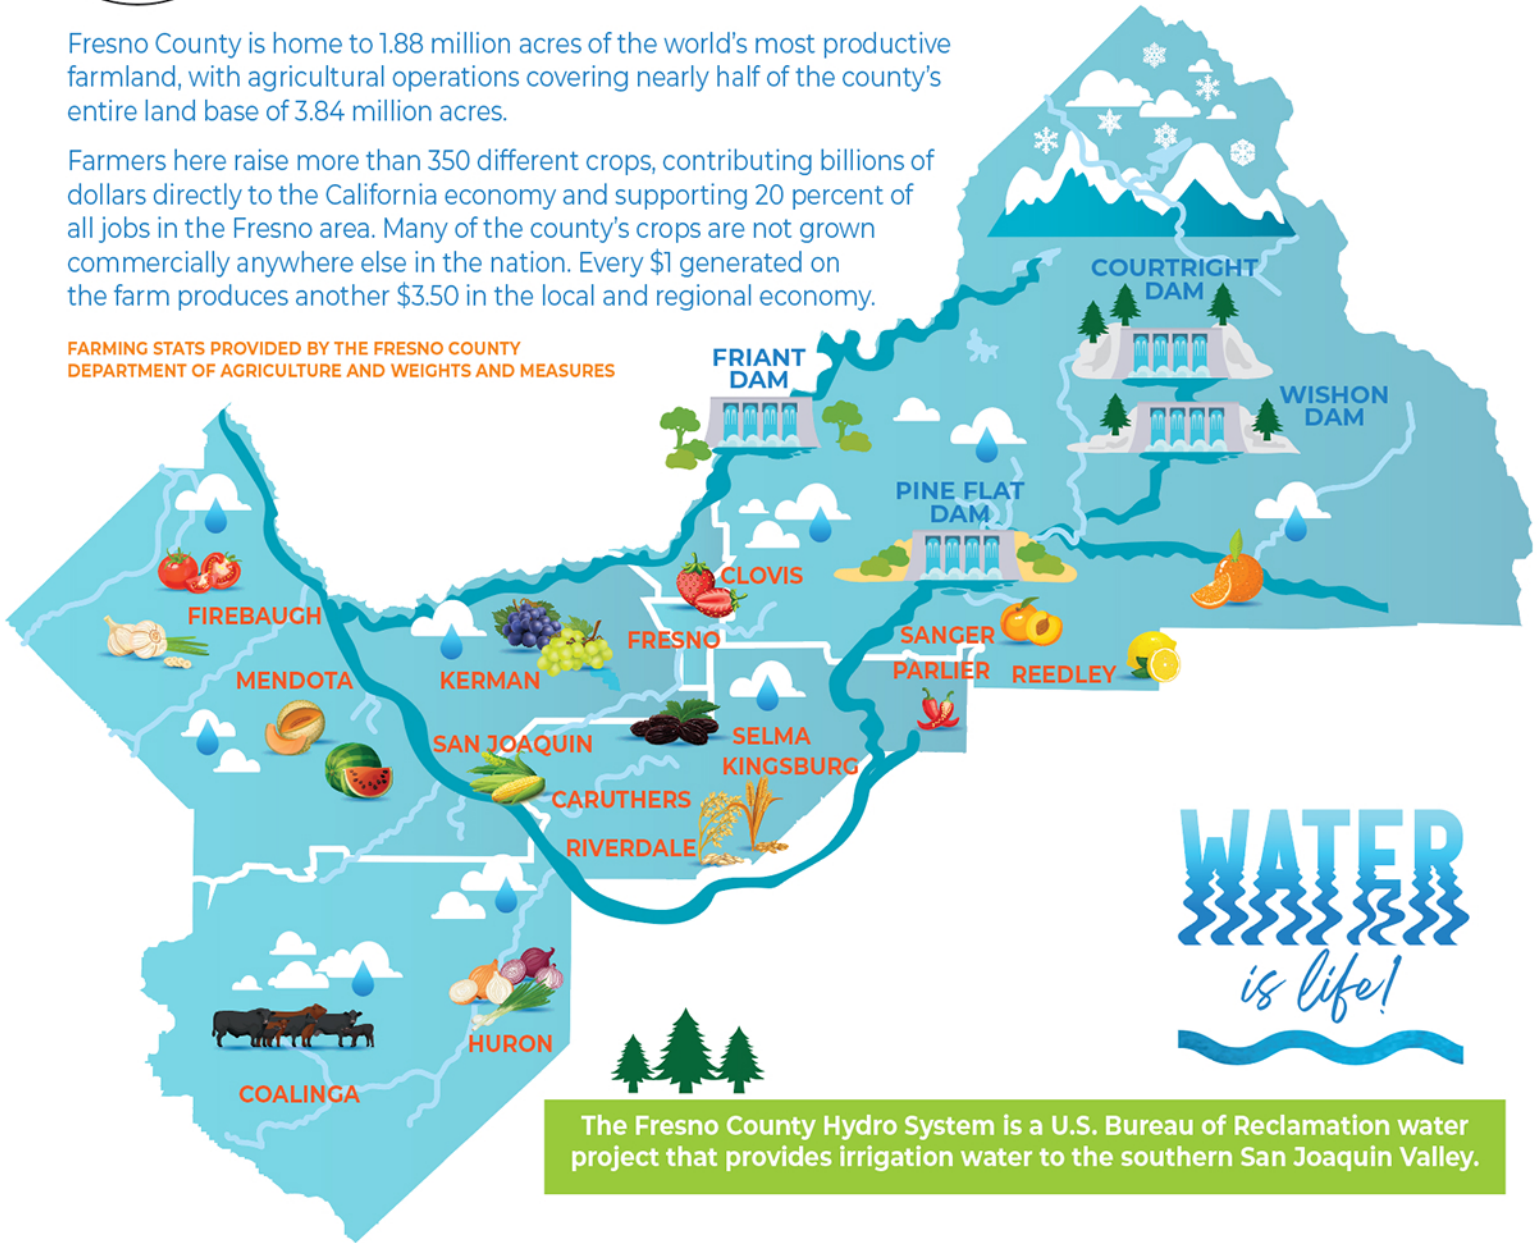 Fresno County is home to 1.88 million acres of the world’s most productive
farmland, with agricultural operations covering nearly half of the county’s
entire land base of 3.84 million acres.
Farmers here raise more than 350 different crops, contributing billions of
dollars directly to the California economy and supporting 20 percent of
all jobs in the Fresno area. Many of the county’s crops are not grown
commercially anywhere else in the nation. Every $1 generated on
the farm produces another $3.50 in the local and regional economy.
FARMING STATS PROVIDED BY THE FRESNO COUNTY
DEPARTMENT OF AGRICULTURE AND WEIGHTS AND MEASURES
COURTRIGHT
DAM
FRIANT
DAM
WISHON
DAM
PINE FLAT
DAM
CLOVIS
FIREBAUGH
FRESNO
SANGER
PARLIER
REEDLEY
MENDOTA
KERMAN
SAN JOAQUIN
SELMA
KINGSBURG
CARUTHERS
RIVERDALE
HURON
COALINGA
WATER
is life!
The Fresno County Hydro System is a U.S. Bureau of Reclamation water
project that provides irrigation water to the southern San Joaquin Valley.